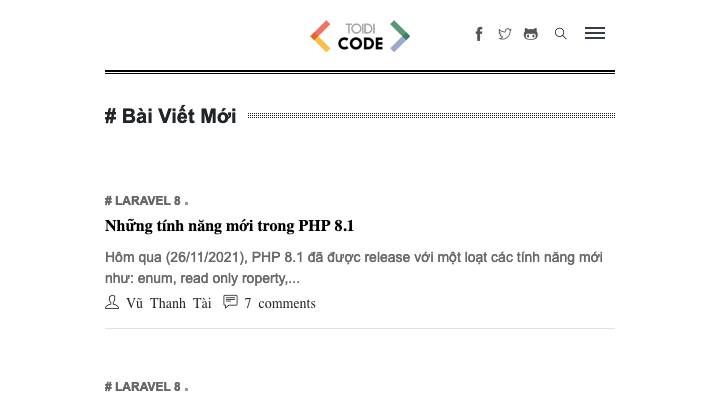 TOIDI
CODE
# Bài Viết Mới
# LARAVEL 8 .
Những tính năng mới trong PHP 8.1
Hôm qua (26/11/2021), PHP 8.1 đã được release với một loạt các tính năng mới
như: enum, read only roperty,...
Vũ Thanh Tài 7 comments
# LARAVEL 8 .